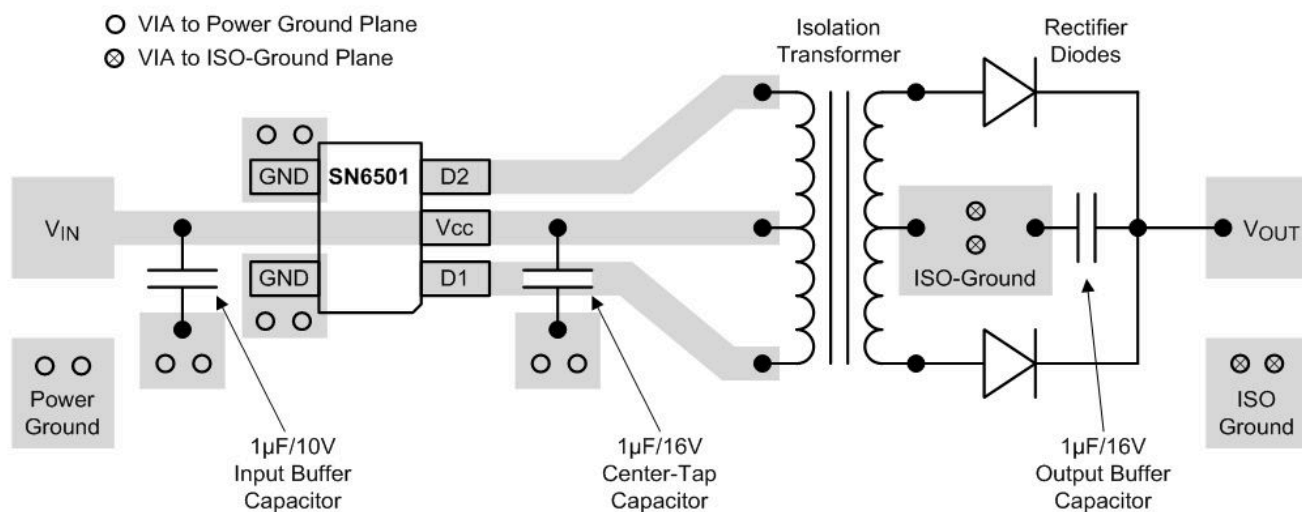 VIA to Power Ground Plane
VIA to ISO-Ground Plane
Isolation
Transformer
Rectifier
Diodes
GND
SN6501
D2
VIN
Vcc
GND
D1
ISO-Ground
VOUT
Power
Ground
ISO
Ground
1µF/10V
Input Buffer
Capacitor
1µF/16V
Center-Tap
Capacitor
1µF/16V
Output Buffer
Capacitor